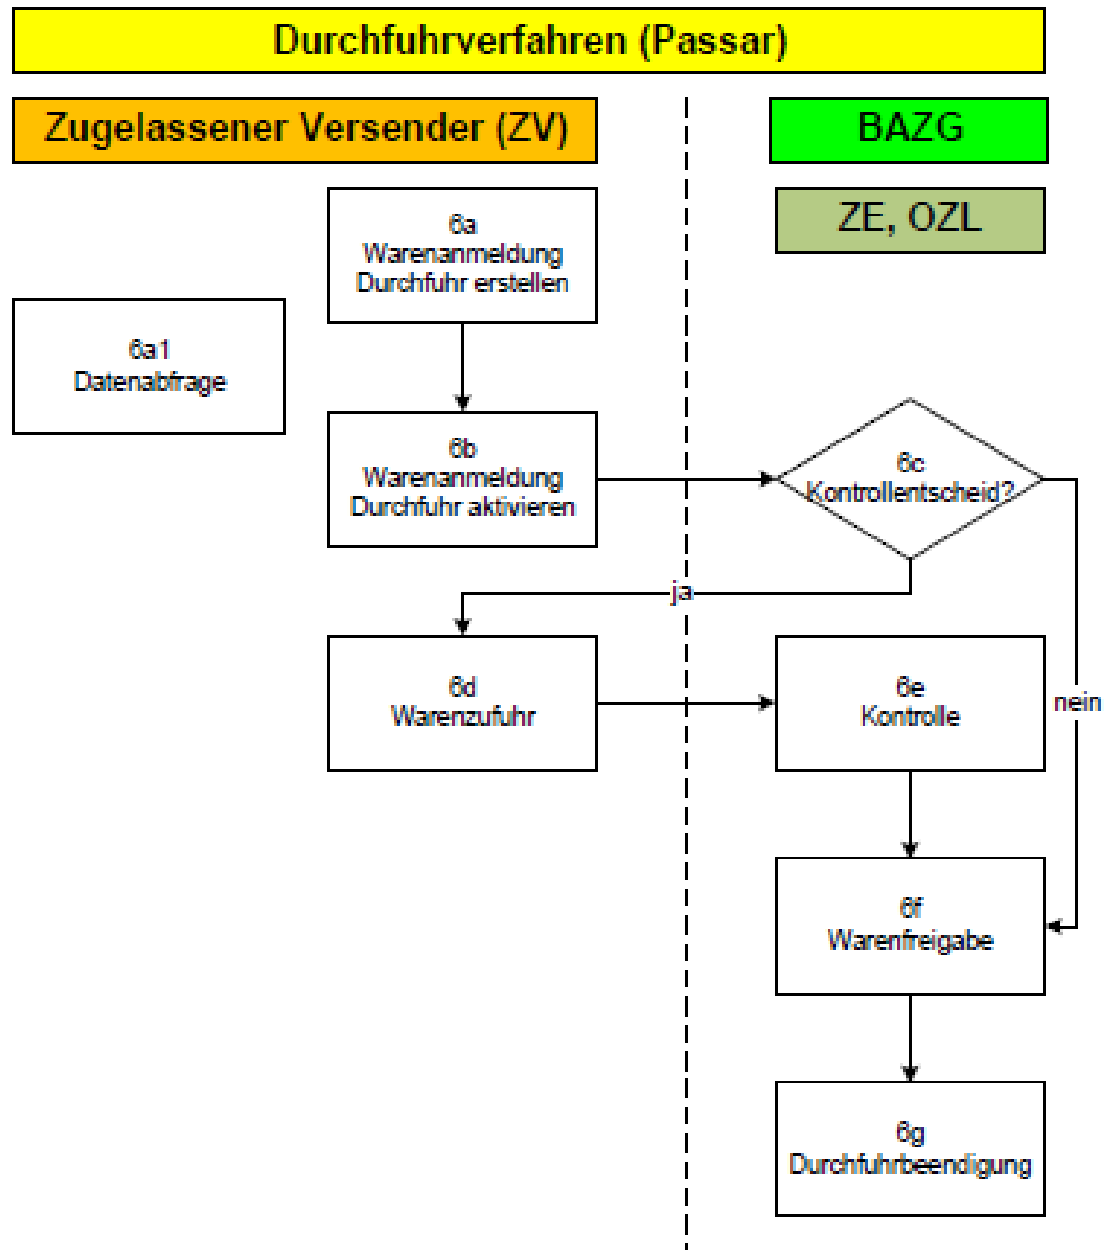 Durchfuhrverfahren (Passar)
Zugelassener Versender (ZV)
BAZG
ZE, OZL
6a
Warenanmeldung
Durchfuhr erstellen
6a1
Datenabfrage
6b
Warenanmeldung
Durchfuhr aktivieren
6c
Kontrollentscheid?
ja
nein
6d
Warenzufuhr
6e
Kontrolle
6f
Warenfreigabe
6g
Durchfuhrbeendigung